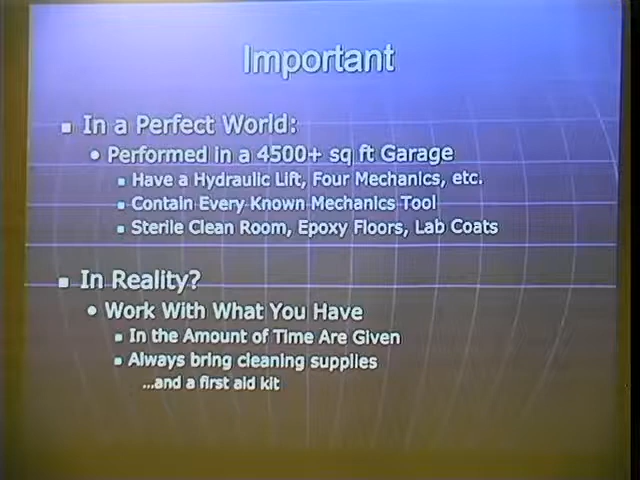 Important
In a Perfect World:
Performed in a 4500+ sq ft Garage
Have a Hydraulic Lift, Four Mechanics, etc.
Contain Every Known Mechanics Tool
Sterile Clean Room, Epoxy Floors, Lab Coats
In Reality?
Work With What You Have
In the Amount of Time Are Given
Always bring cleaning supplies
...and a first aid kit